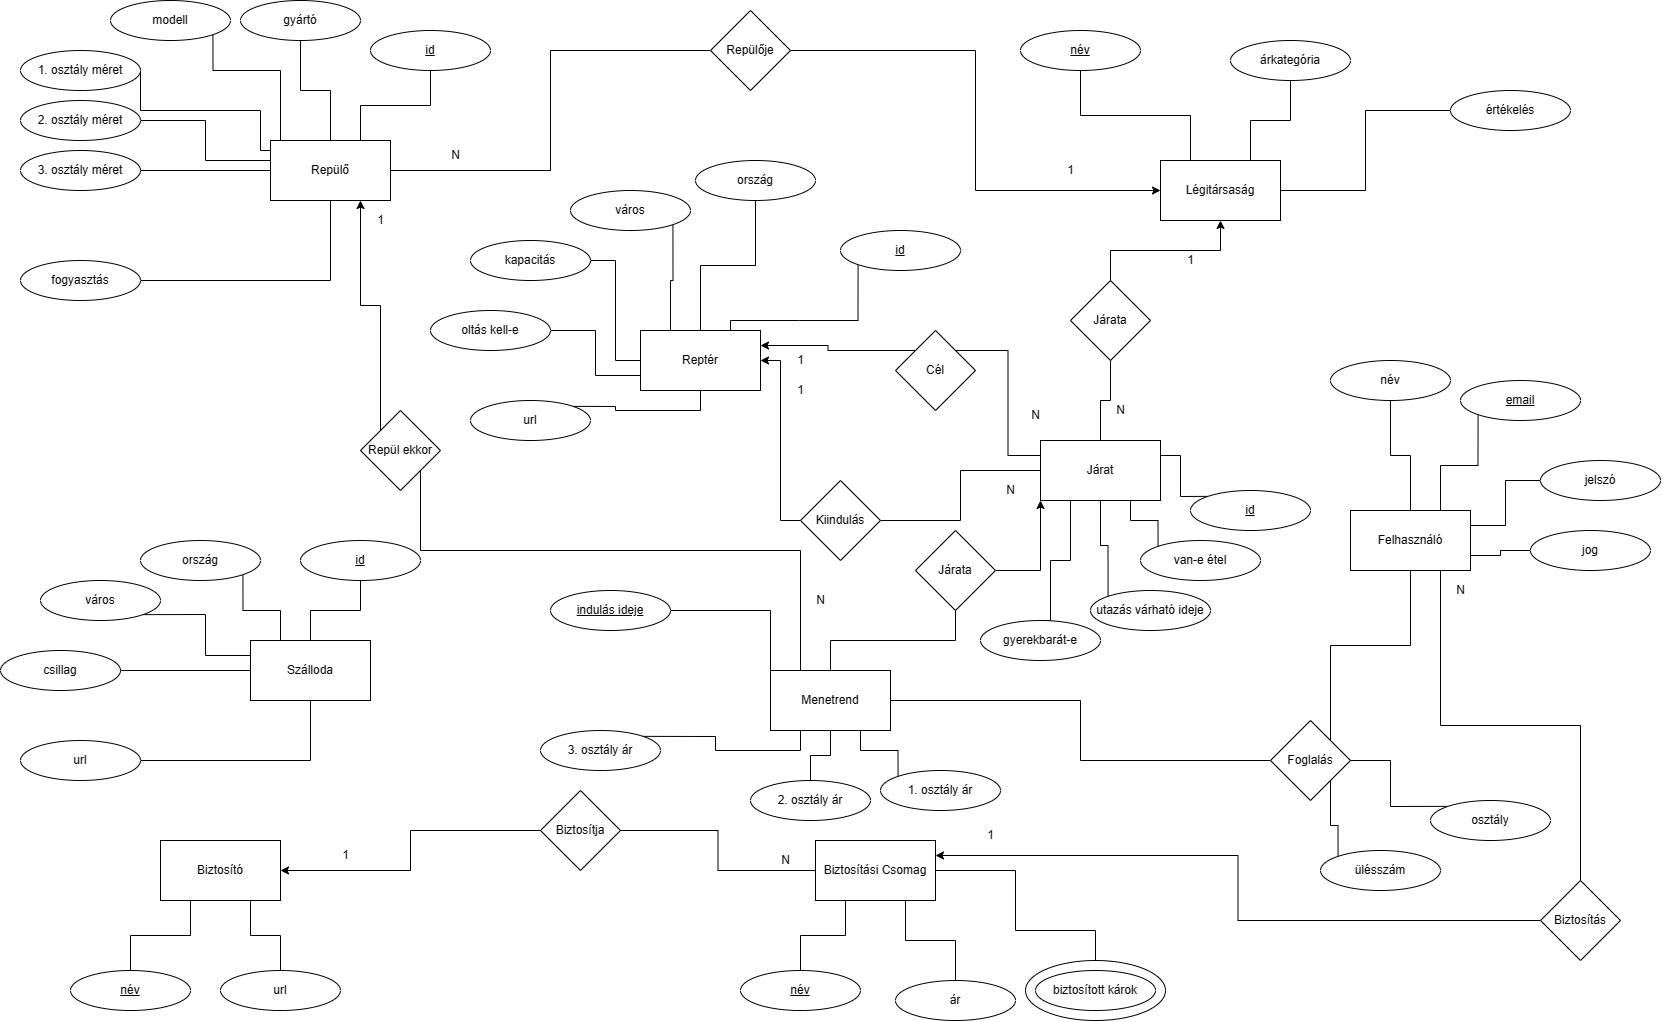 modell
gyártó
id
1. osztály méret
2. osztály méret
3. osztály méret
Repülő
fogyasztás
N
1
Repülője
1
név
árkategória
értékelés
Légitársaság
1
Járata
N
ország
város
kapacitás
id
oltás kell-e
Reptér
url
1
1
Cél
N
Járat
N
Kiindulás
id
van-e étel
utazás várható ideje
gyerekbarát-e
Járata
Repül ekkor
név
email
jelszó
Felhasználó
jog
N
ország
id
város
csillag
Szálloda
url
indulás ideje
N
Menetrend
3. osztály ár
2. osztály ár
1. osztály ár
Foglalás
osztály
ülésszám
Biztosítás
1
Biztosító
1
Biztosítja
N
Biztosítási Csomag
név
url
név
ár
biztosított károk